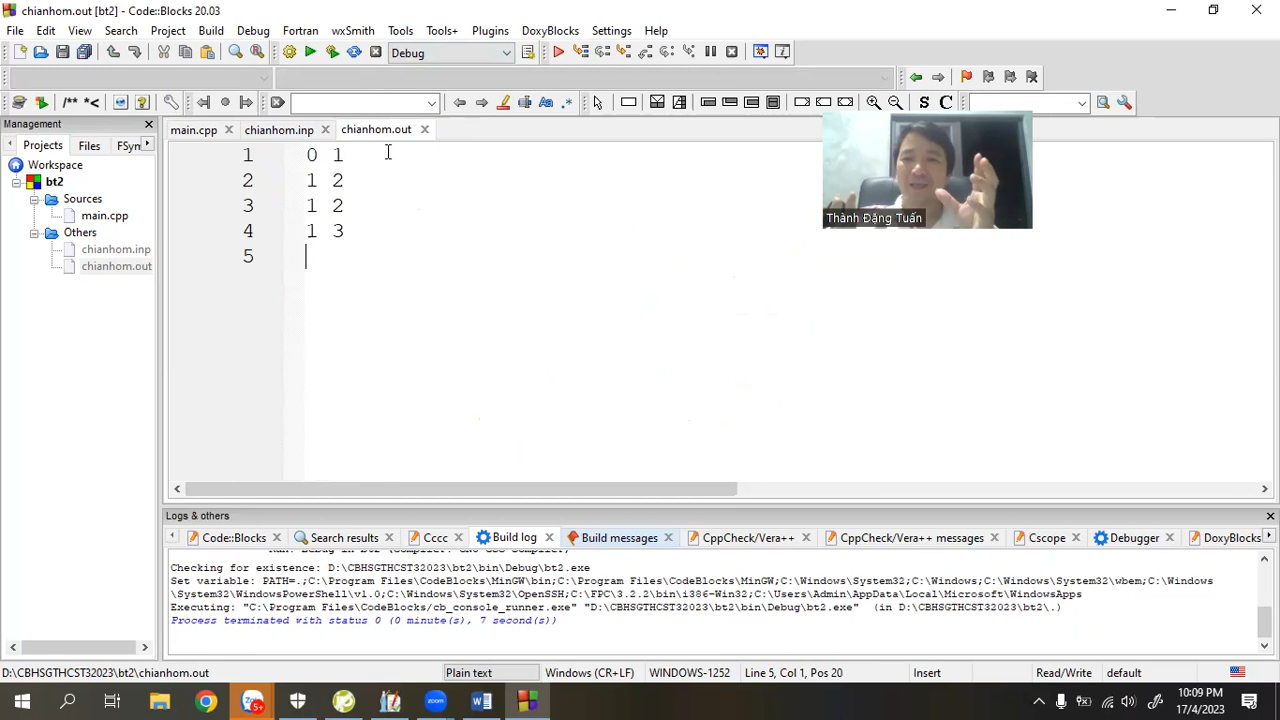 chianhom.out [bt2] - Code::Blocks 20.03
File Edit View Search Project Build Debug Fortran wxSmith Tools Tools+ Plugins DoxyBlocks Settings Help
Debug
/** *<
S C
Management
Projects Files FSyn
Workspace
bt2
Sources
main.cpp
Others
chianhom.inp
chianhom.out
main.cpp chianhom.inp chianhom.out
1 0 1
2 1 2
3 1 2
4 1 3
5
Thành Đặng Tuấn
Logs & others
Code::Blocks Search results Cccc Build log Build messages CppCheck/Vera++ CppCheck/Vera++ messages Cscope Debugger DoxyBlocks
Checking for existence: D:\CBHSGTHCST32023\bt2\bin\Debug\bt2.exe
Set variable: PATH=.;C:\Program Files\CodeBlocks\MinGW\bin;C:\Program Files\CodeBlocks\MinGW;C:\Windows\System32;C:\Windows;C:\Windows\System32\wbem;C:\Windows
\System32\WindowsPowerShell\v1.0;C:\Windows\System32\OpenSSH;C:\FPC\3.2.2\bin\i386-Win32;C:\Users\Admin\AppData\Local\Microsoft\WindowsApps
Executing: "C:\Program Files\CodeBlocks/cb_console_runner.exe" "D:\CBHSGTHCST32023\bt2\bin\Debug\bt2.exe" (in D:\CBHSGTHCST32023\bt2\.)
Process terminated with status 0 (0 minute(s), 7 second(s))
D:\CBHSGTHCST32023\bt2\chianhom.out Plain text Windows (CR+LF) WINDOWS-1252 Line 5, Col 1, Pos 20 Insert Read/Write default
zoom
5+
10:09 PM
17/4/2023